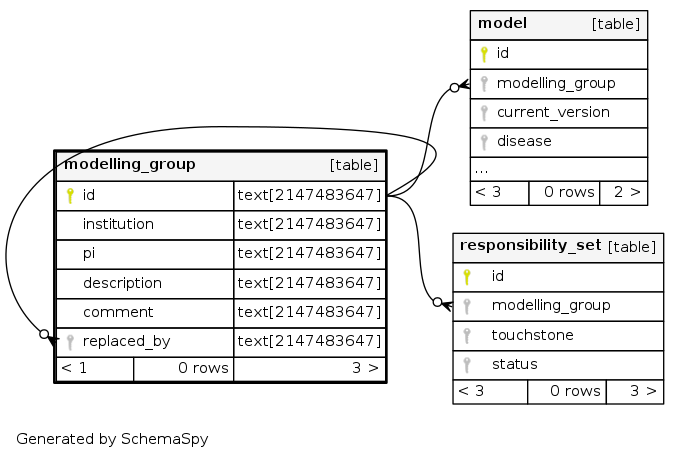 model [table]
id
modelling_group
current_version
disease
...
< 3 0 rows 2 >
modelling_group [table]
id text[2147483647]
institution text[2147483647]
pi text[2147483647]
description text[2147483647]
comment text[2147483647]
replaced_by text[2147483647]
< 1 0 rows 3 >
responsibility_set [table]
id
modelling_group
touchstone
status
< 3 0 rows 3 >
Generated by SchemaSpy